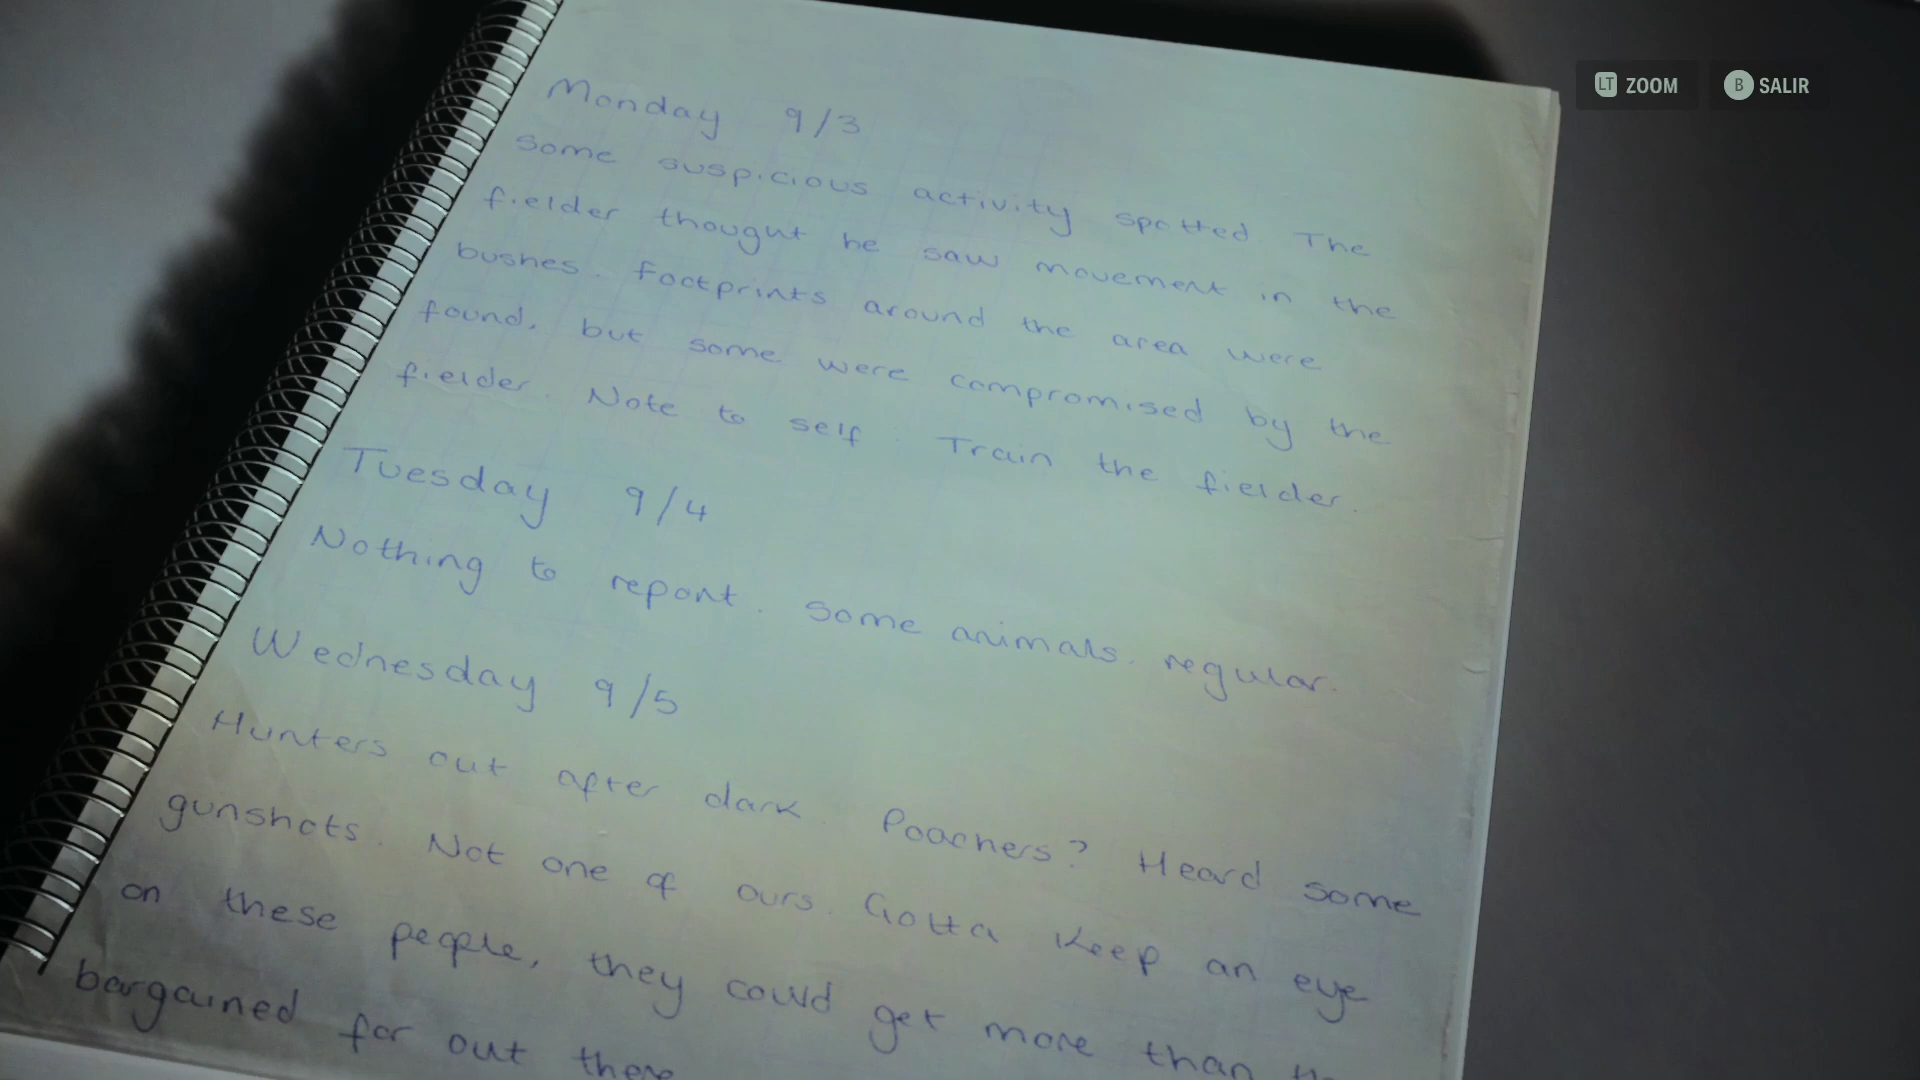 Monday 9/3
Some suspicious activity spotted. The
fielder thought he saw movement in the
bushes. Footprints around the area were
found, but some were compromised by the
fielder. Note to self. Train the fielder.
Tuesday 9/4
Nothing to report. Some animals, regular.
Wednesday 9/5
Hunters out after dark. Poachers? Heard some
gunshots. Not one of ours. Gotta keep an eye
on these people, they could get more than
bargained for out there
LT ZOOM
B SALIR